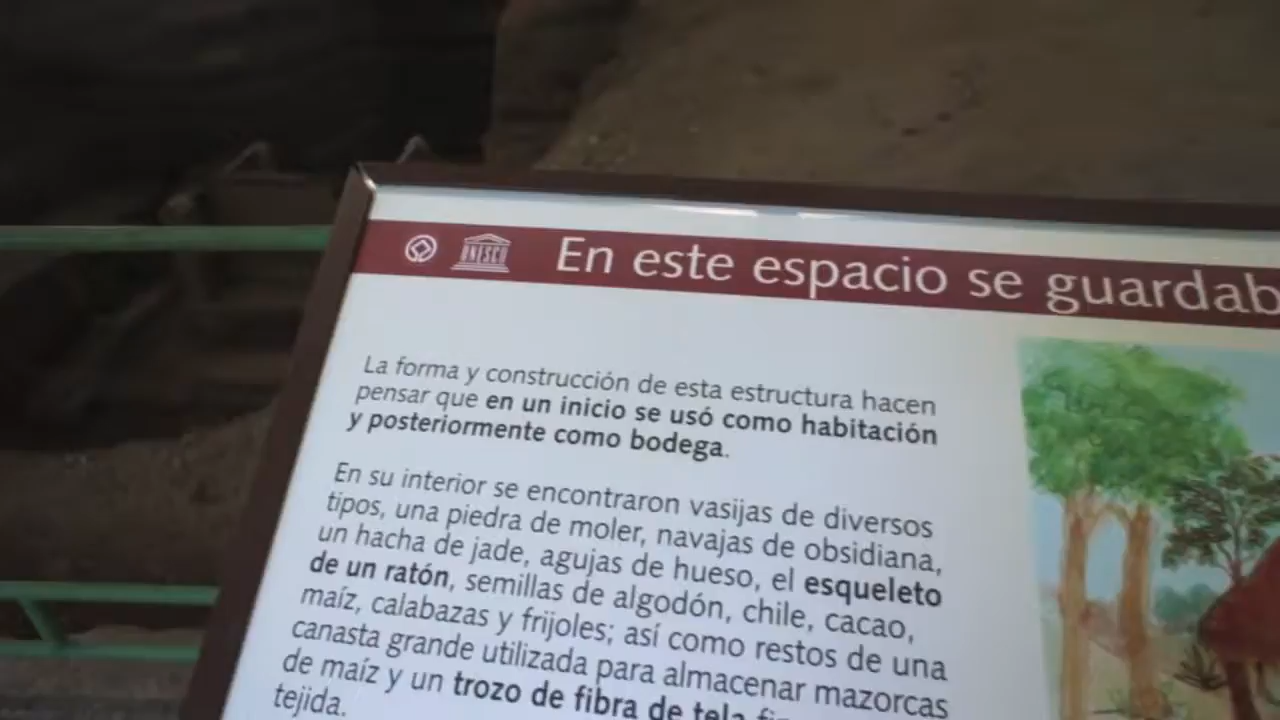 UNESCO
En este espacio se guardab
La forma y construcción de esta estructura hacen
pensar que en un inicio se usó como habitación
y posteriormente como bodega.
En su interior se encontraron vasijas de diversos
tipos, una piedra de moler, navajas de obsidiana,
un hacha de jade, agujas de hueso, el esqueleto
de un ratón, semillas de algodón, chile, cacao,
maíz, calabazas y frijoles; así como restos de una
canasta grande utilizada para almacenar mazorcas
de maíz y un trozo de fibra de tela
tejida.